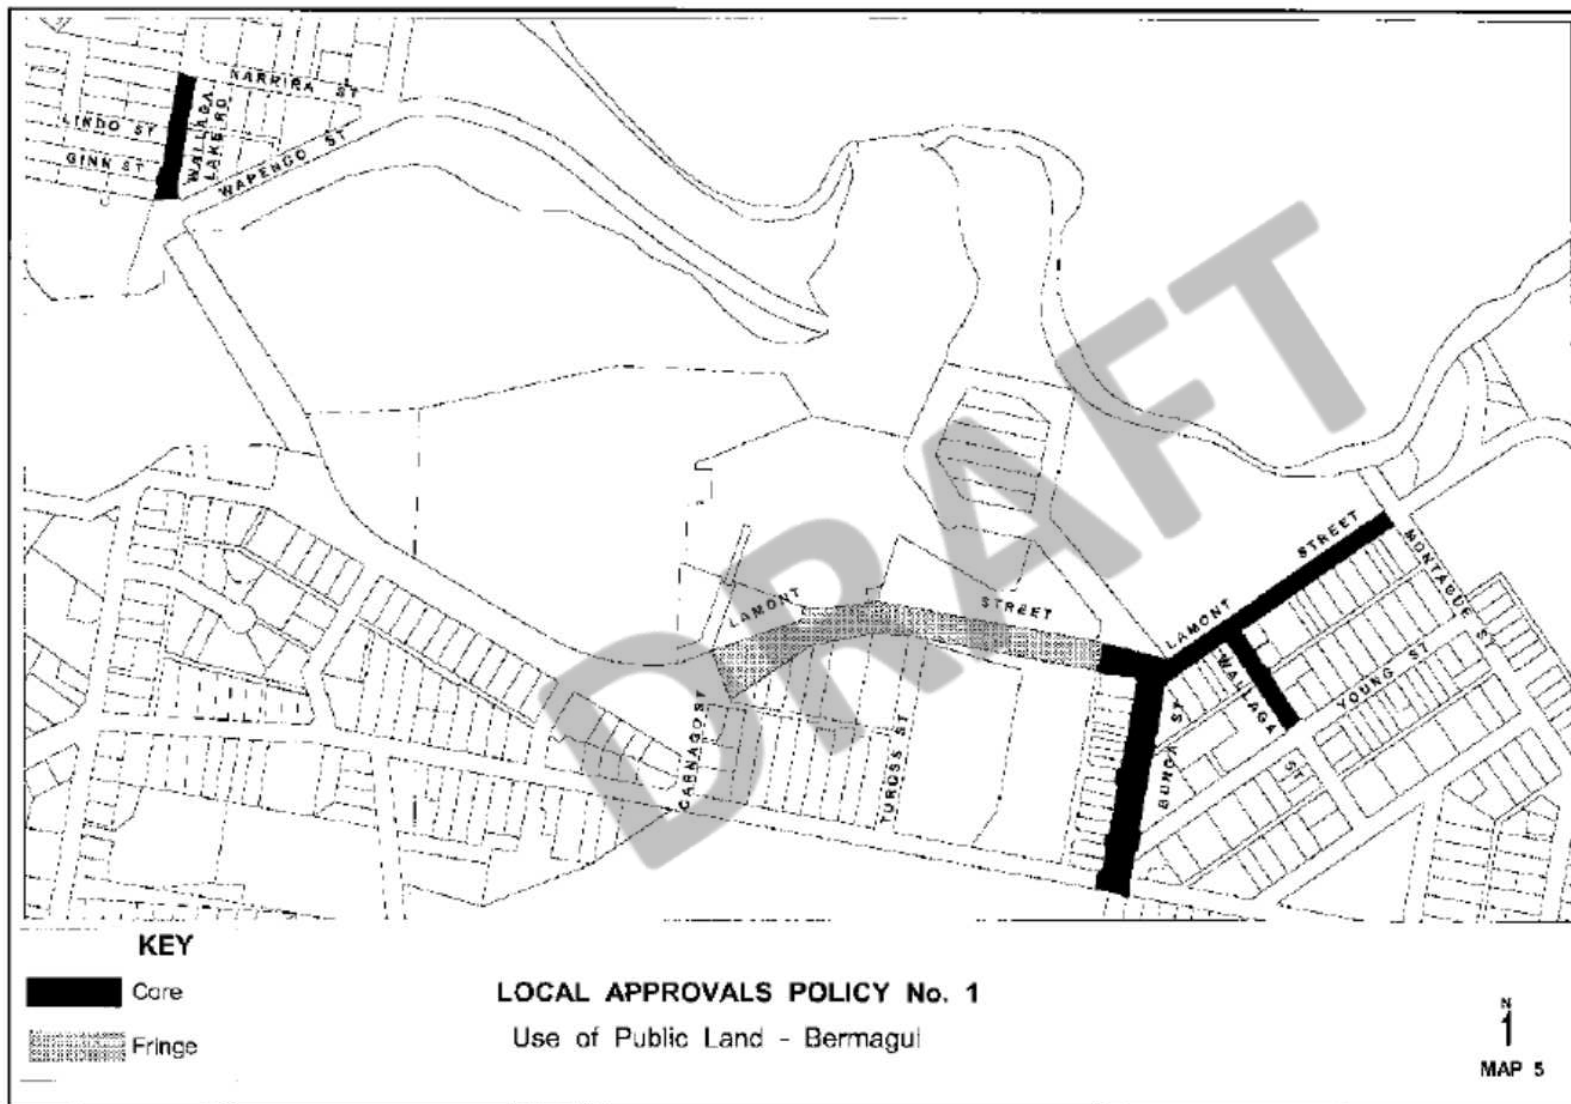 NARRIRA ST
LINDO ST
WALLAGA
LAKE RD
GINN ST
WAPENGO ST
DRAFT
LAMONT STREET
MONTAGUE ST
LAMONT STREET
WALLAGA ST
YOUNG ST
BUNGA ST
CABNAGO ST
TUROSS ST
KEY
Core
Fringe
LOCAL APPROVALS POLICY No. 1
Use of Public Land - Bermagui
N
MAP 5